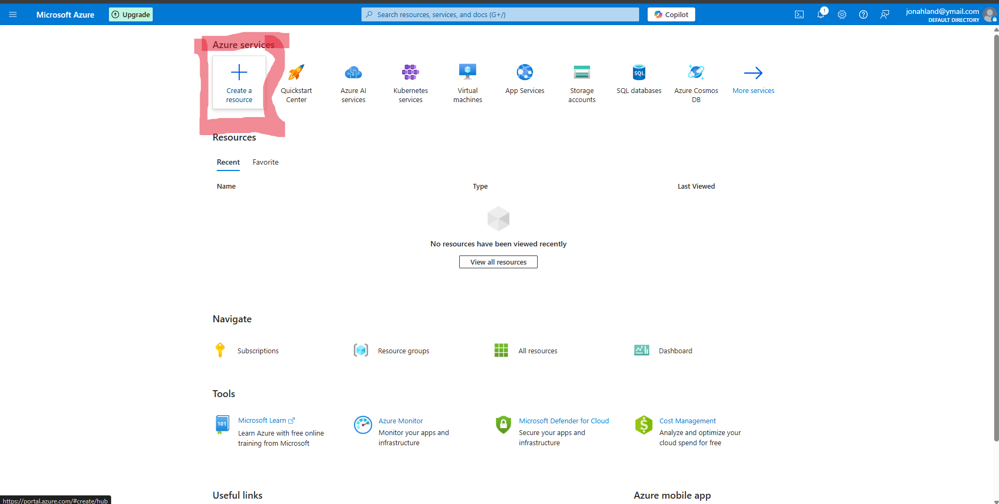 Microsoft Azure
Upgrade
Search resources, services, and docs (G+/)
Copilot
1
jonahland@ymail.com
DEFAULT DIRECTORY
Azure services
Create a
resource
Quickstart
Center
Azure AI
services
Kubernetes
services
Virtual
machines
App Services
Storage
accounts
SQL
SQL databases
Azure Cosmos
DB
More services
Resources
Recent
Favorite
Name
Type
Last Viewed
No resources have been viewed recently
View all resources
Navigate
Subscriptions
Resource groups
All resources
Dashboard
Tools
101
Microsoft Learn
Learn Azure with free online
training from Microsoft
Azure Monitor
Monitor your apps and
infrastructure
Microsoft Defender for Cloud
Secure your apps and
infrastructure
Cost Management
Analyze and optimize your
cloud spend for free
Useful links
Azure mobile app
https://portal.azure.com/#create/hub